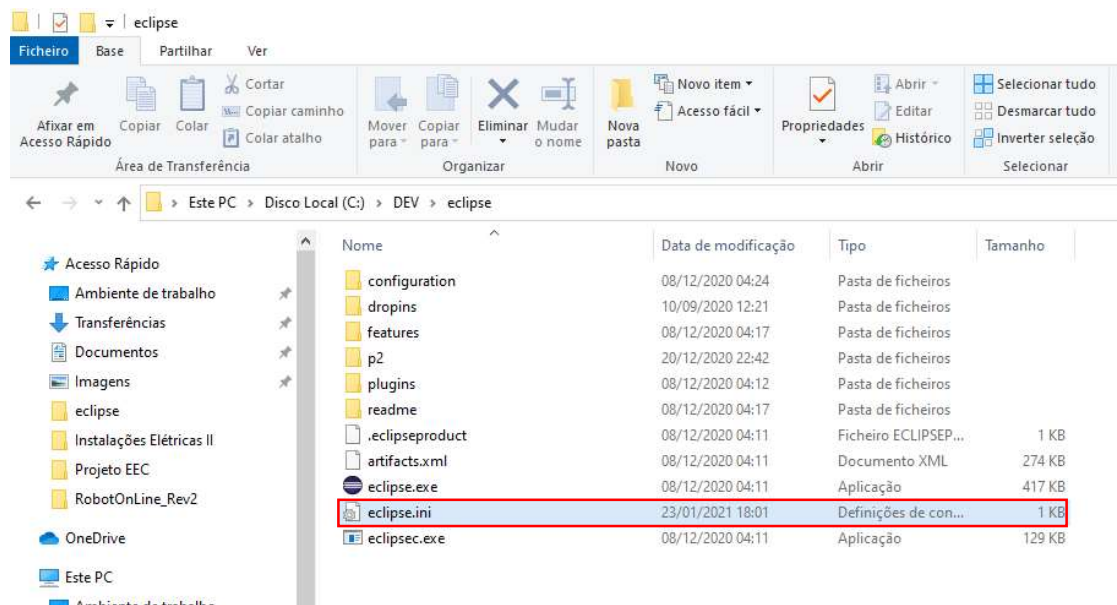 eclipse
Ficheiro Base Partilhar Ver
Afixar em Acesso Rápido
Copiar
Colar
Cortar
Copiar caminho
Colar atalho
Área de Transferência
Mover para
Copiar para
Eliminar
Mudar o nome
Organizar
Nova pasta
Novo item
Acesso fácil
Novo
Propriedades
Abrir
Editar
Histórico
Abrir
Selecionar tudo
Desmarcar tudo
Inverter seleção
Selecionar
Este PC > Disco Local (C:) > DEV > eclipse
Acesso Rápido
Ambiente de trabalho
Transferências
Documentos
Imagens
eclipse
Instalações Elétricas II
Projeto EEC
RobotOnLine_Rev2
OneDrive
Este PC
Ambiente de trabalho
Nome Data de modificação Tipo Tamanho
configuration 08/12/2020 04:24 Pasta de ficheiros
dropins 10/09/2020 12:21 Pasta de ficheiros
features 08/12/2020 04:17 Pasta de ficheiros
p2 20/12/2020 22:42 Pasta de ficheiros
plugins 08/12/2020 04:12 Pasta de ficheiros
readme 08/12/2020 04:17 Pasta de ficheiros
.eclipseproduct 08/12/2020 04:11 Ficheiro ECLIPSEP... 1 KB
artifacts.xml 08/12/2020 04:11 Documento XML 274 KB
eclipse.exe 08/12/2020 04:11 Aplicação 417 KB
eclipse.ini 23/01/2021 18:01 Definições de con... 1 KB
eclipsec.exe 08/12/2020 04:11 Aplicação 129 KB